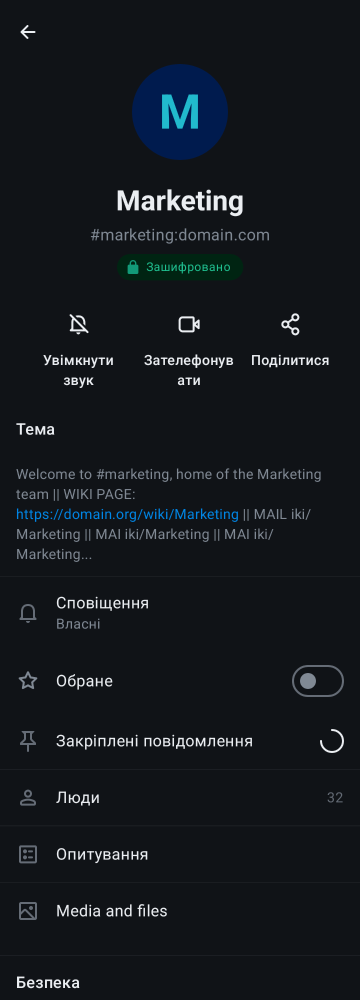 M
Marketing
#marketing:domain.com
Зашифровано
Увімкнути
звук
Зателефонув
ати
Поділитися
Тема
Welcome to #marketing, home of the Marketing
team || WIKI PAGE:
https://domain.org/wiki/Marketing || MAIL iki/
Marketing || MAI iki/Marketing || MAI iki/
Marketing...
Сповіщення
Власні
Обране
Закріплені повідомлення
Люди
32
Опитування
Media and files
Безпека